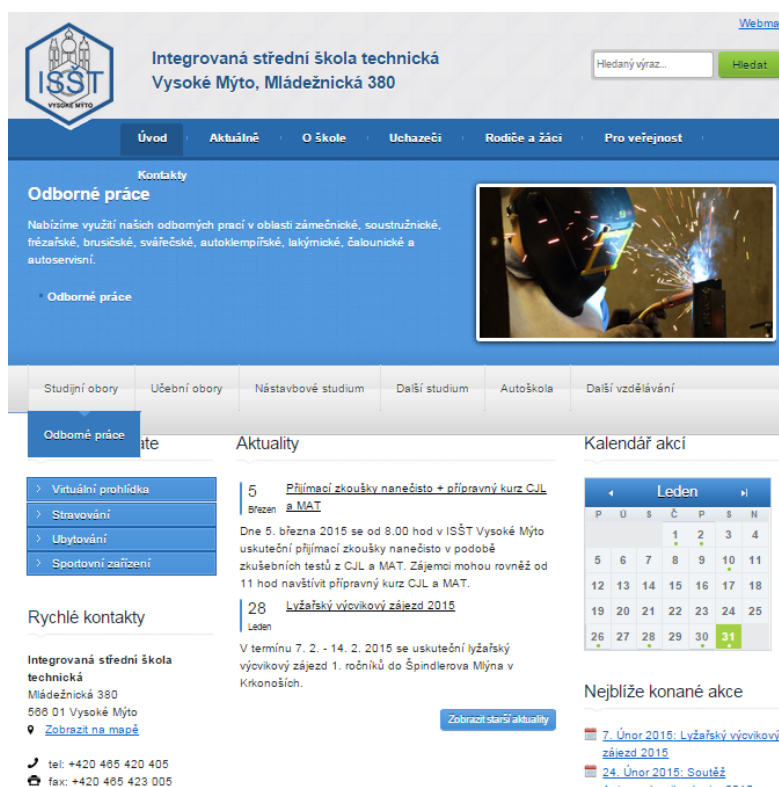 Webma
ISŠT
VYSOKÉ MÝTO
Integrovaná střední škola technická
Vysoké Mýto, Mládežnická 380
Hledaný výraz...
Hledat
Úvod
Aktuálně
O škole
Uchazeči
Rodiče a žáci
Pro veřejnost
Kontakty
Odborné práce
Nabízíme využití našich odborných prací v oblasti zámečnické, soustružnické,
frézařské, brusičské, svářečské, autoklempířské, lakýrnické, čalounické a
autoservisní.
Odborné práce
Studijní obory
Učební obory
Nástavbové studium
Další studium
Autoškola
Další vzdělávání
Odborné práce
Virtuální prohlídka
Stravování
Ubytování
Sportovní zařízení
Rychlé kontakty
Integrovaná střední škola
technická
Mládežnická 380
566 01 Vysoké Mýto
Zobrazit na mapě
tel: +420 465 420 405
fax: +420 465 423 005
Aktuality
5
Březen
Přijímací zkoušky nanečisto + přípravný kurz CJL
a MAT
Dne 5. března 2015 se od 8.00 hod v ISŠT Vysoké Mýto
uskuteční přijímací zkoušky nanečisto v podobě
zkušebních testů z CJL a MAT. Zájemci mohou rovněž od
11 hod navštívit přípravný kurz CJL a MAT.
28
Leden
Lyžařský výcvikový zájezd 2015
V termínu 7. 2. - 14. 2. 2015 se uskuteční lyžařský
výcvikový zájezd 1. ročníků do Špindlerova Mlýna v
Krkonoších.
Zobrazit starší aktuality
Kalendář akcí
Leden
P Ú S Č P S N
1 2 3 4
5 6 7 8 9 10 11
12 13 14 15 16 17 18
19 20 21 22 23 24 25
26 27 28 29 30 31
Nejblíže konané akce
7. Únor 2015: Lyžařský výcvikový
zájezd 2015
24. Únor 2015: Soutěž